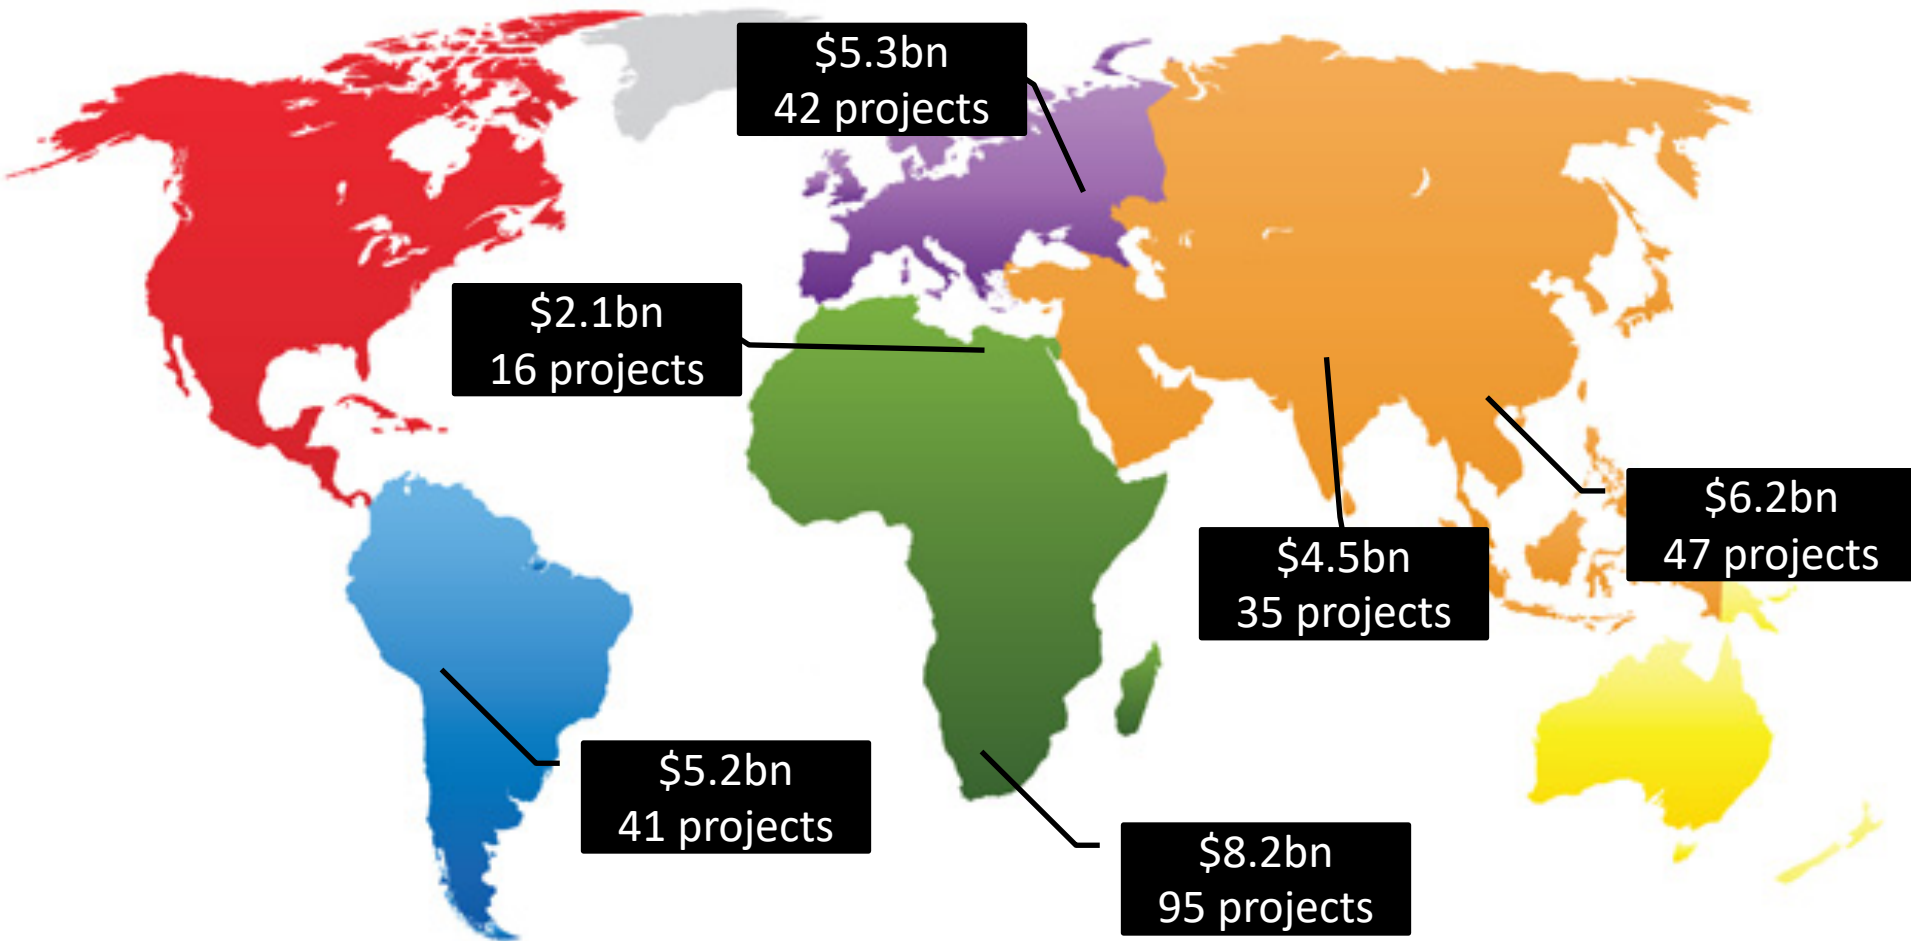 $5.3bn
42 projects
$2.1bn
16 projects
$6.2bn
47 projects
$4.5bn
35 projects
$5.2bn
41 projects
$8.2bn
95 projects